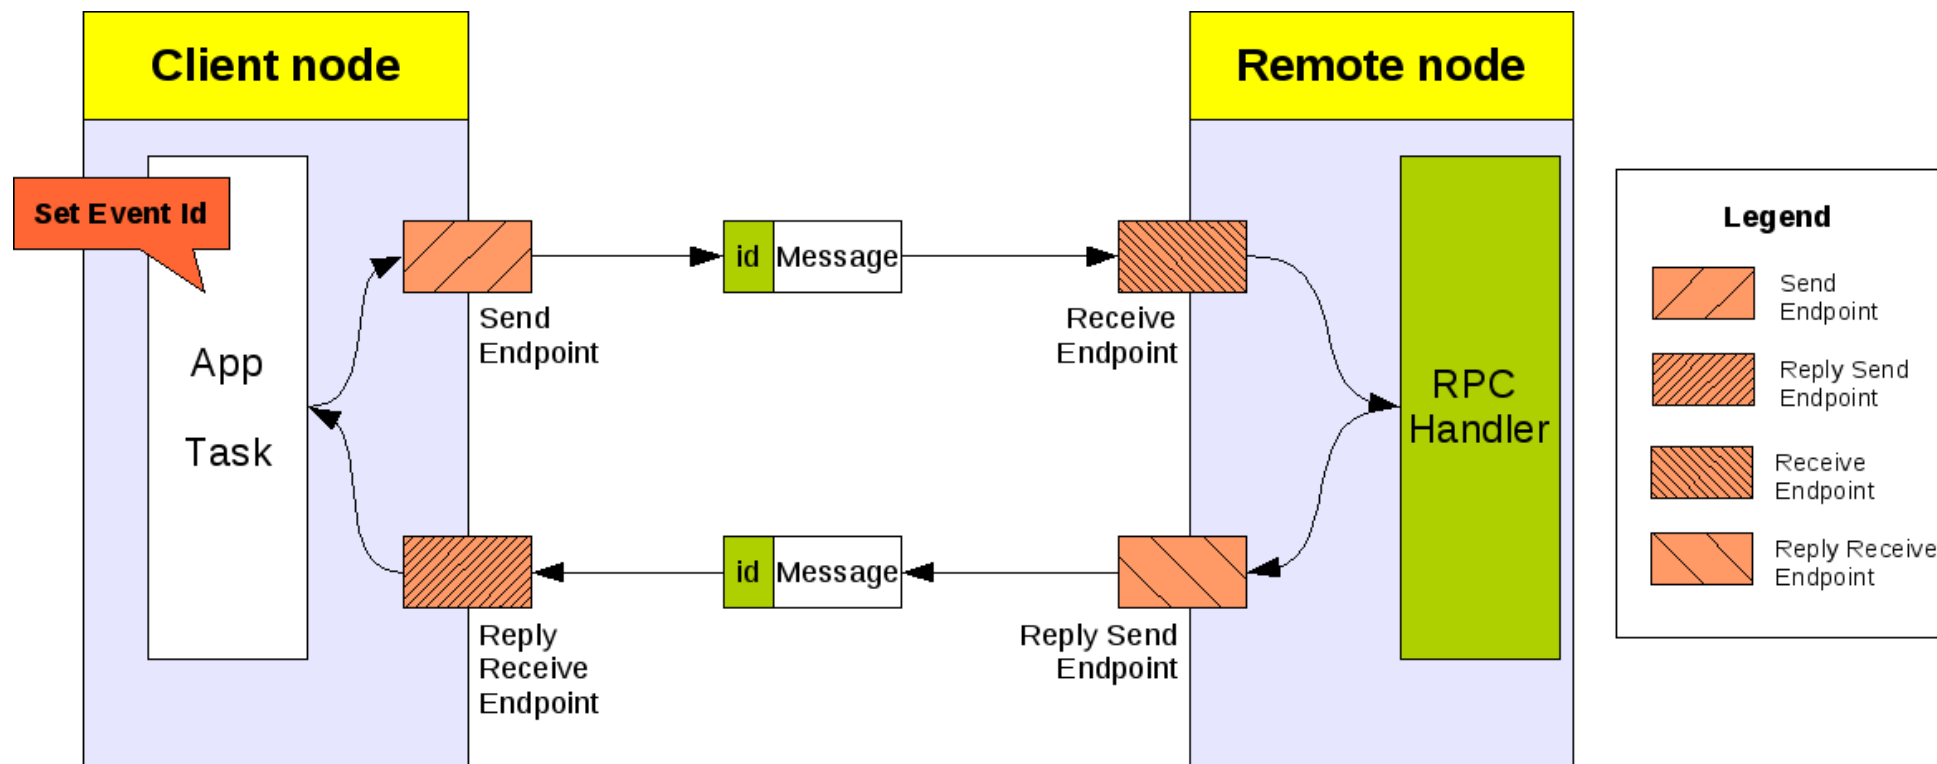 Client node
Remote node
Set Event Id
App
Task
Send
Endpoint
id Message
Receive
Endpoint
RPC
Handler
Reply
Receive
Endpoint
id Message
Reply Send
Endpoint
Legend
Send
Endpoint
Reply Send
Endpoint
Receive
Endpoint
Reply Receive
Endpoint